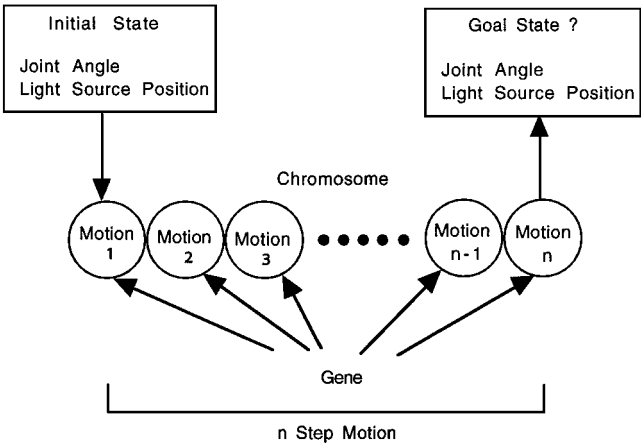 Initial State
Joint Angle
Light Source Position
Goal State ?
Joint Angle
Light Source Position
Chromosome
Motion
1
Motion
2
Motion
3
Motion
n-1
Motion
n
Gene
n Step Motion